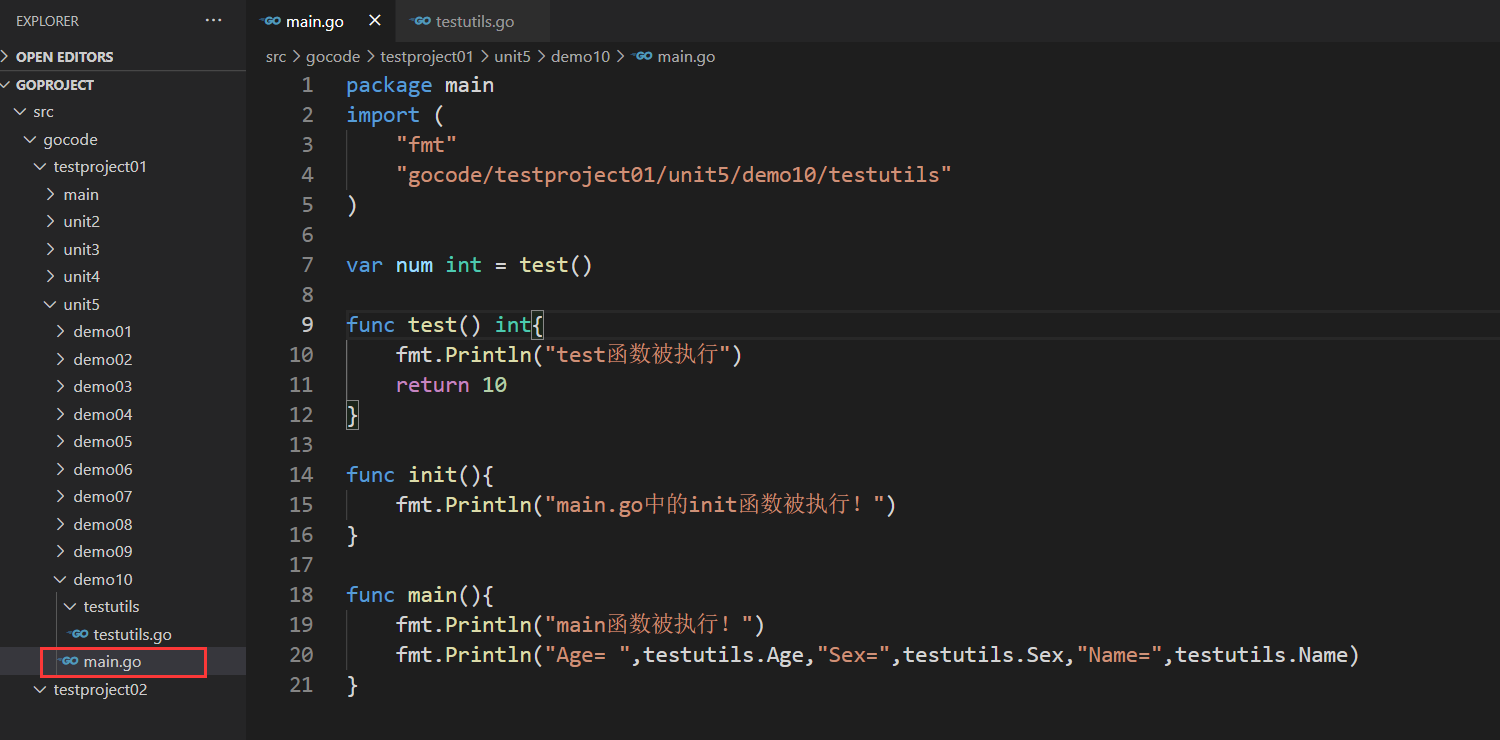 EXPLORER
···
OPEN EDITORS
GOPROJECT
src
gocode
testproject01
main
unit2
unit3
unit4
unit5
demo01
demo02
demo03
demo04
demo05
demo06
demo07
demo08
demo09
demo10
testutils
GO testutils.go
GO main.go
testproject02
GO main.go
GO testutils.go
src > gocode > testproject01 > unit5 > demo10 > GO main.go
1 package main
2 import (
3     "fmt"
4     "gocode/testproject01/unit5/demo10/testutils"
5 )
6
7 var num int = test()
8
9 func test() int{
10     fmt.Println("test函数被执行")
11     return 10
12 }
13
14 func init(){
15     fmt.Println("main.go中的init函数被执行！")
16 }
17
18 func main(){
19     fmt.Println("main函数被执行！")
20     fmt.Println("Age= ",testutils.Age,"Sex=",testutils.Sex,"Name=",testutils.Name)
21 }